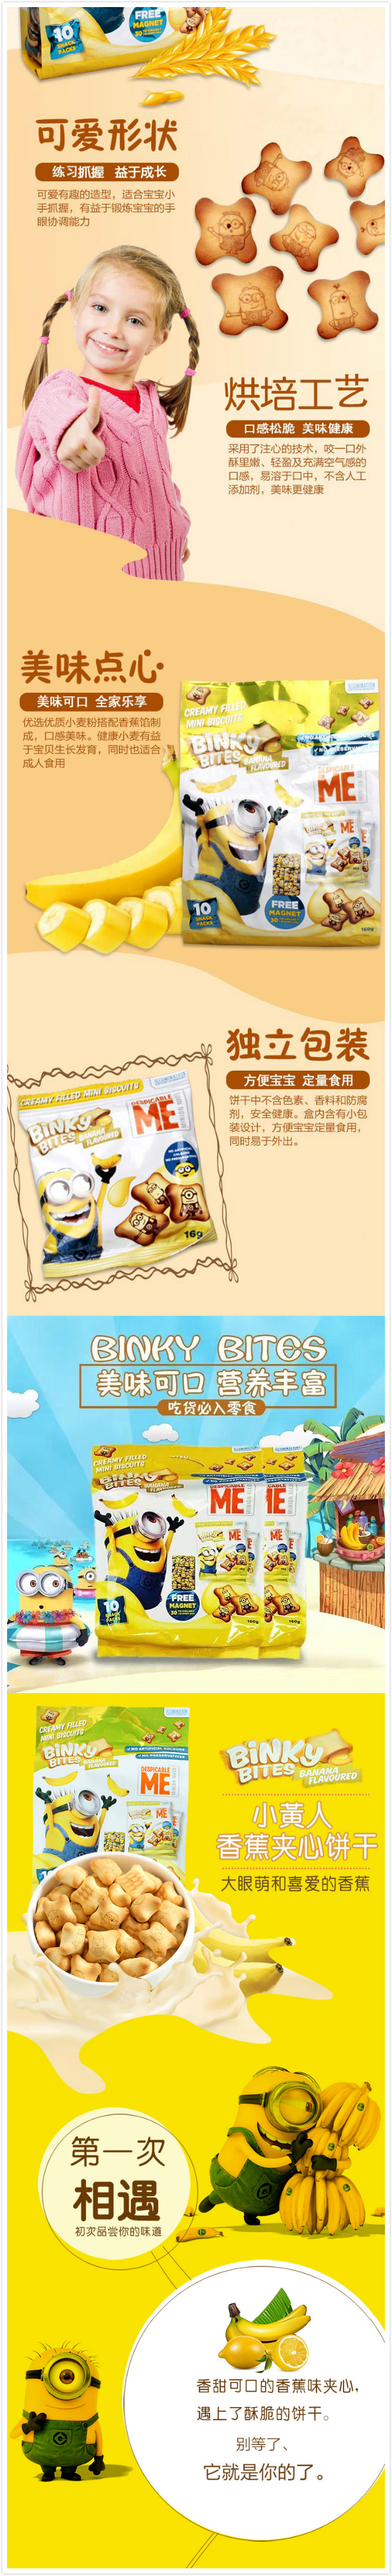 10
SNACK
PACKS
FREE
MAGNET
可爱形状
练习抓握 益于成长
可爱有趣的造型，适合宝宝小
手抓握，有益于锻炼宝宝的手
眼协调能力
烘培工艺
口感松脆 美味健康
采用了注心的技术，咬一口外
酥里嫩、轻盈及充满空气感的
口感，易溶于口中，不含人工
添加剂，美味更健康
美味点心
美味可口 全家乐享
优选优质小麦粉搭配香蕉馅制
成，口感美味。健康小麦有益
于宝贝生长发育，同时也适合
成人食用
CREAMY FILLED
MINI BISCUITS
BiNKY
BITES BANANA
FLAVOURED
DESPICABLE
ME
10
SNACK
PACKS
FREE
MAGNET
160g
独立包装
方便宝宝 定量食用
饼干中不含色素、香料和防腐
剂，安全健康。盒内含有小包
装设计，方便宝宝定量食用，
同时易于外出。
CREAMY FILLED MINI BISCUITS
BiNKY
BITES BANANA
FLAVOURED
DESPICABLE
ME
16g
BINKY BITES
美味可口 营养丰富
吃货必入零食
CREAMY FILLED
MINI BISCUITS
BiNKY
BITES BANANA
FLAVOURED
DESPICABLE
ME
10
FREE
MAGNET
160g
160g
CREAMY FILLED
MINI BISCUITS
BiNKY
BITES BANANA
FLAVOURED
NO ARTIFICIAL COLOURS
NO PRESERVATIVES
DESPICABLE
ME
BiNKY
BITES BANANA
FLAVOURED
小黄人
香蕉夹心饼干
大眼萌和喜爱的香蕉
第一次
相遇
初次品尝你的味道
香甜可口的香蕉味夹心，
遇上了酥脆的饼干。
别等了、
它就是你的了。